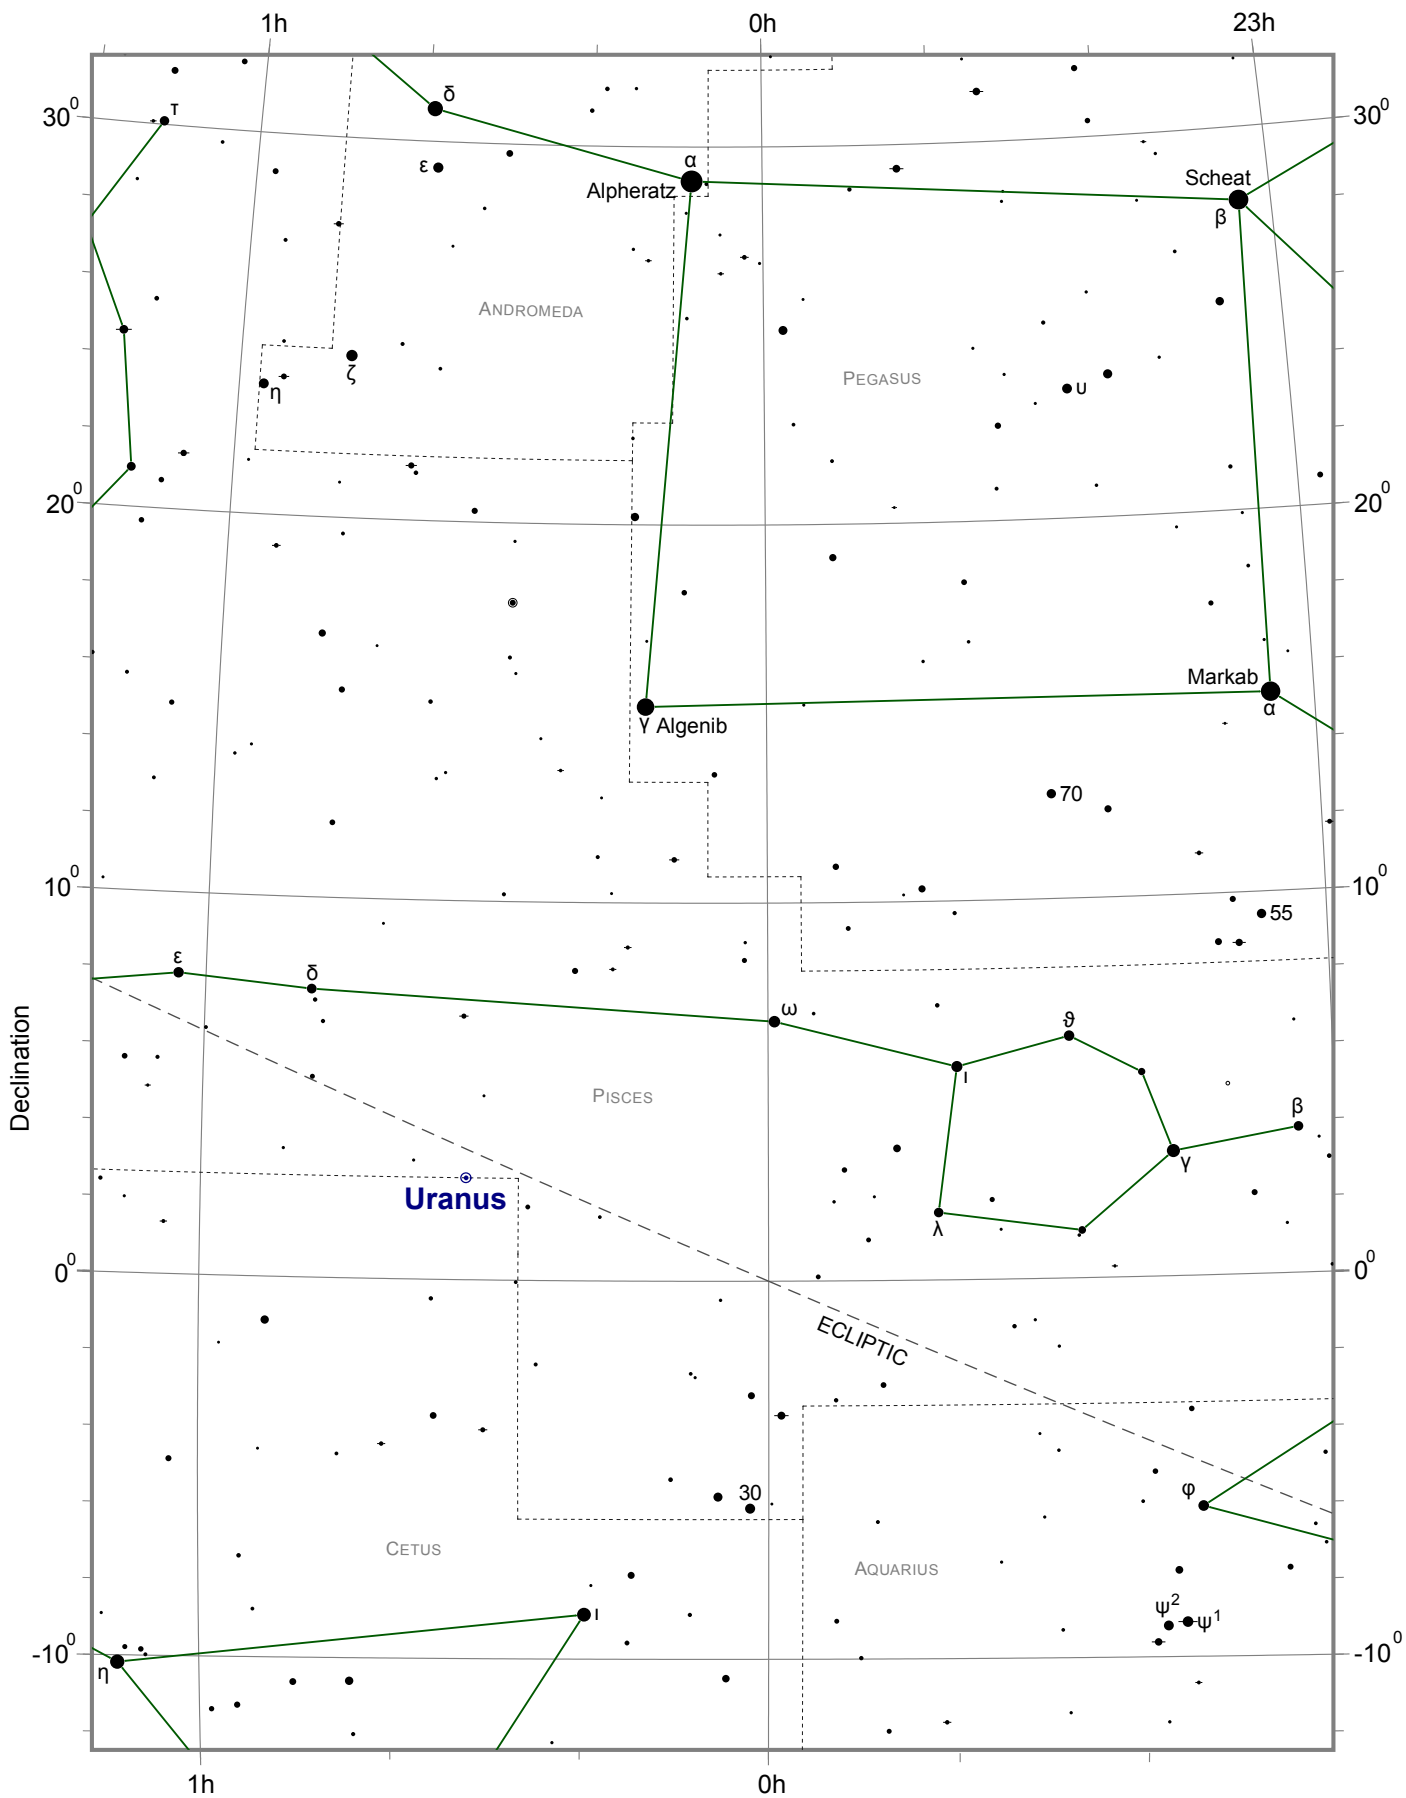 1h 0h 23h
30⁰ 30⁰
τ
δ
ε
α
Alpheratz
Scheat
β
ANDROMEDA
PEGASUS
ζ
η
υ
20⁰ 20⁰
Markab
α
γ Algenib
70
10⁰ 10⁰
55
ε
δ
ω
ϑ
ι
Declination
PISCES
β
γ
Uranus
λ
0⁰ 0⁰
ECLIPTIC
30
φ
CETUS
AQUARIUS
ι
ψ² ψ¹
-10⁰ -10⁰
η
1h 0h